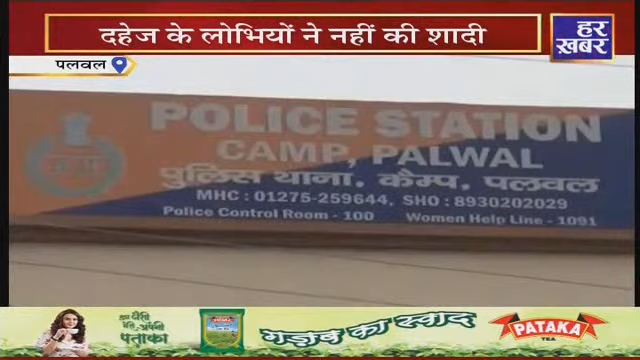 दहेज के लोभियों ने नहीं की शादी
हर
ख़बर
पलवल
POLICE STATION
CAMP, PALWAL
पुलिस थाना. कैम्प. पलवल
MHC : 01275-259644, SHO : 8930202029
Police Control Room - 100 Women Help Line - 1091
पताका
का स्वाद
PATAKA
TEA